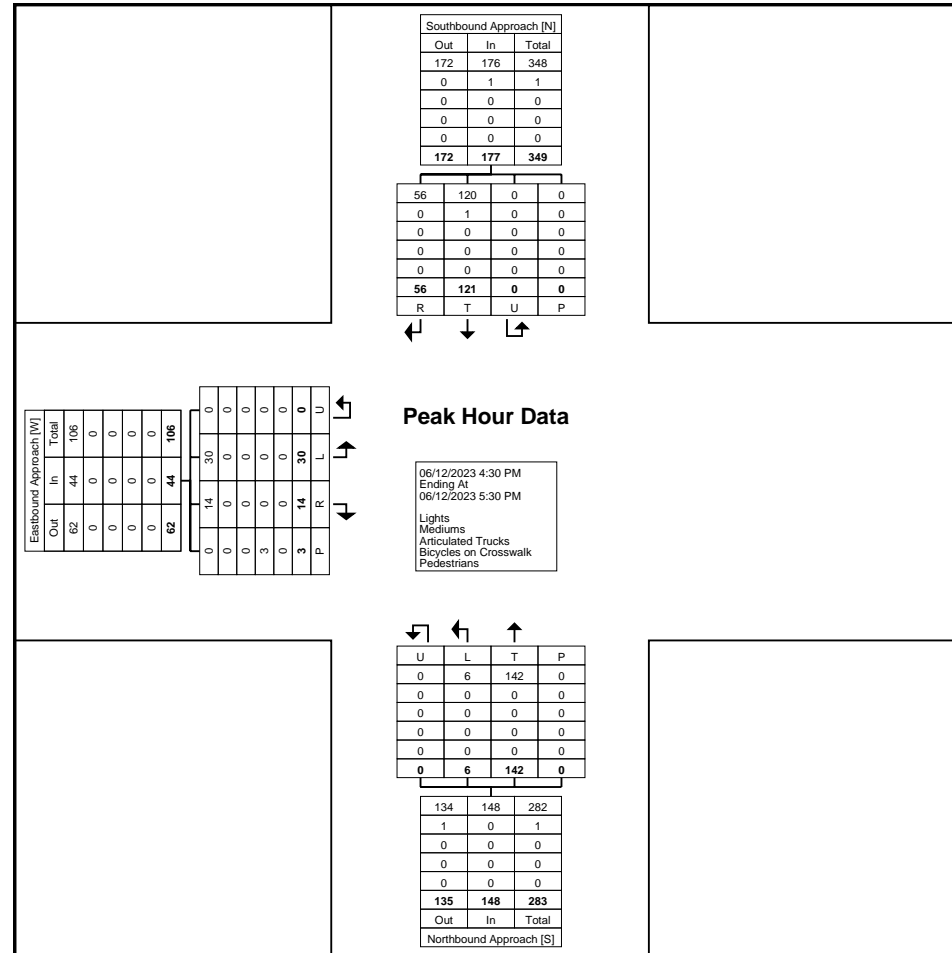 Southbound Approach [N]
Out In Total
172 176 348
0 1 1
0 0 0
0 0 0
0 0 0
172 177 349
56 120 0 0
0 1 0 0
0 0 0 0
0 0 0 0
0 0 0 0
56 121 0 0
R T U P
Eastbound Approach [W]
Out In Total
62 44 106
0 0 0
0 0 0
0 0 0
0 0 0
62 44 106
0 14 30 0
0 0 0 0
0 0 0 0
3 0 0 0
0 0 0 0
3 14 30 0
P R L U
Peak Hour Data
06/12/2023 4:30 PM
Ending At
06/12/2023 5:30 PM
Lights
Mediums
Articulated Trucks
Bicycles on Crosswalk
Pedestrians
U L T P
0 6 142 0
0 0 0 0
0 0 0 0
0 0 0 0
0 0 0 0
0 6 142 0
134 148 282
1 0 1
0 0 0
0 0 0
0 0 0
135 148 283
Out In Total
Northbound Approach [S]